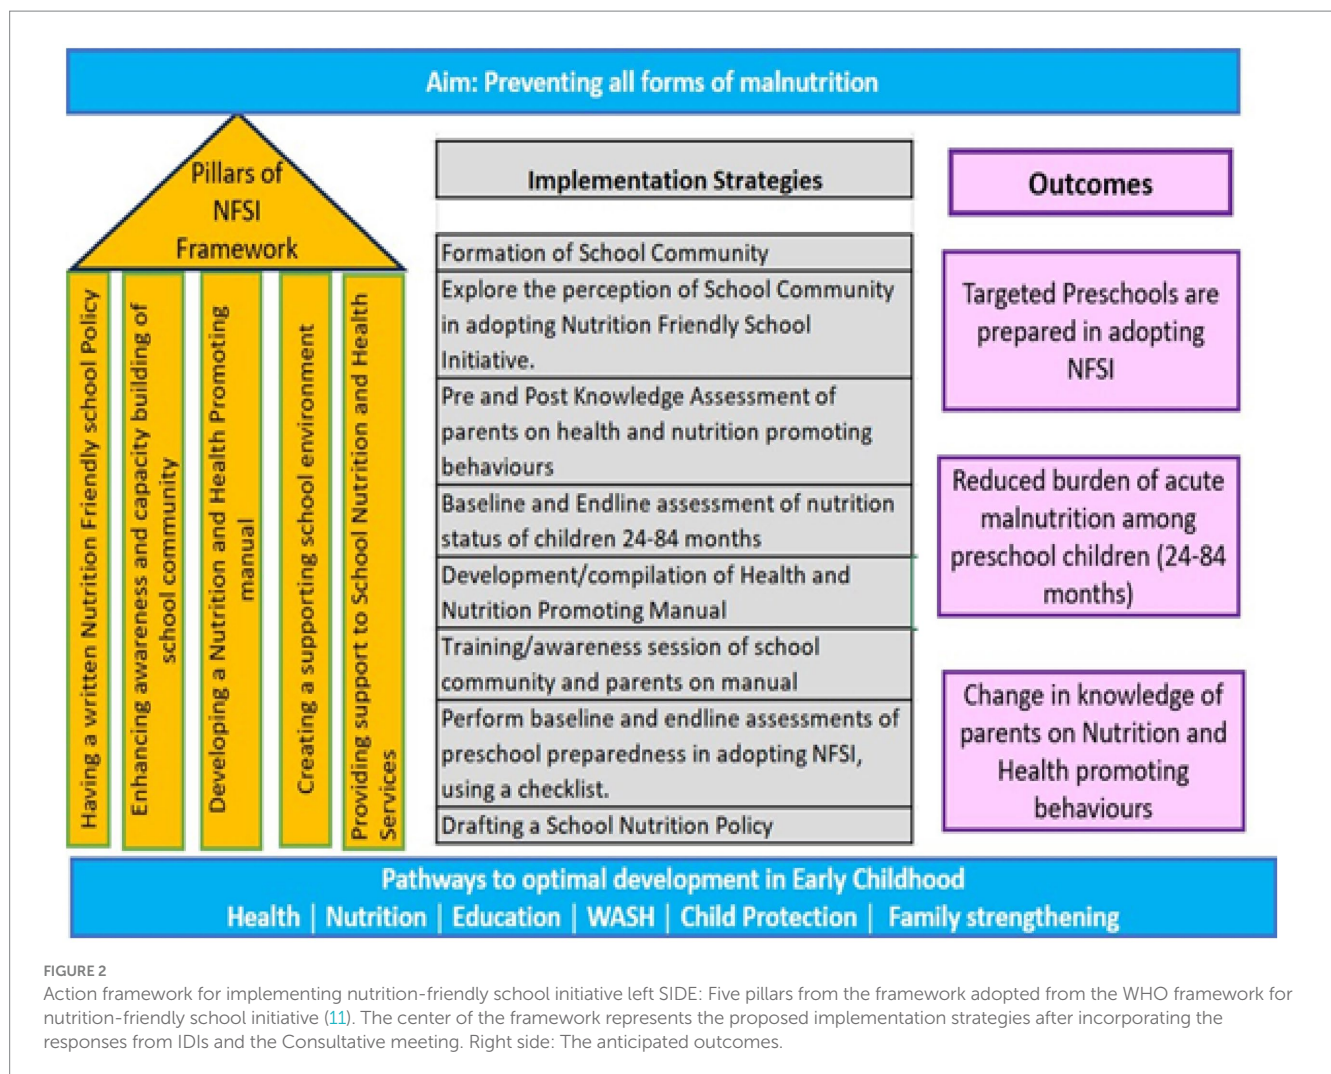 Aim: Preventing all forms of malnutrition
Pillars of
NFSI
Framework
Having a written Nutrition Friendly school Policy
Enhancing awareness and capacity building of
school community
Developing a Nutrition and Health Promoting
manual
Creating a supporting school environment
Providing support to School Nutrition and Health
Services
Implementation Strategies
Formation of School Community
Explore the perception of School Community
in adopting Nutrition Friendly School
Initiative.
Pre and Post Knowledge Assessment of
parents on health and nutrition promoting
behaviours
Baseline and Endline assessment of nutrition
status of children 24-84 months
Development/compilation of Health and
Nutrition Promoting Manual
Training/awareness session of school
community and parents on manual
Perform baseline and endline assessments of
preschool preparedness in adopting NFSI,
using a checklist.
Drafting a School Nutrition Policy
Outcomes
Targeted Preschools are
prepared in adopting
NFSI
Reduced burden of acute
malnutrition among
preschool children (24-84
months)
Change in knowledge of
parents on Nutrition and
Health promoting
behaviours
Pathways to optimal development in Early Childhood
Health | Nutrition | Education | WASH | Child Protection | Family strengthening
FIGURE 2
Action framework for implementing nutrition-friendly school initiative left SIDE: Five pillars from the framework adopted from the WHO framework for
nutrition-friendly school initiative (11). The center of the framework represents the proposed implementation strategies after incorporating the
responses from IDIs and the Consultative meeting. Right side: The anticipated outcomes.